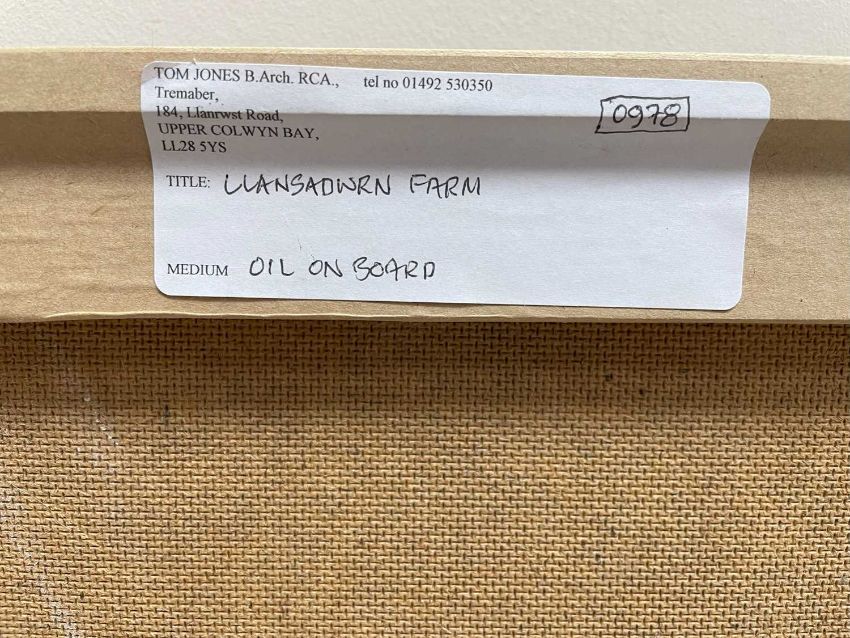 TOM JONES B.Arch. RCA., tel no 01492 530350
Tremaber,
184, Llanrwst Road,
UPPER COLWYN BAY,
LL28 5YS
0978
TITLE: LLANSADWRN FARM
MEDIUM OIL ON BOARD